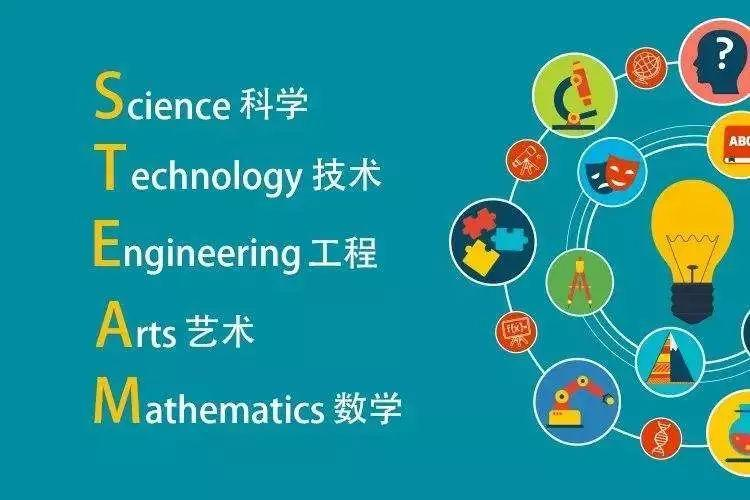 Science 科学
Technology 技术
Engineering 工程
Arts 艺术
Mathematics 数学
?
ABC
f(x)